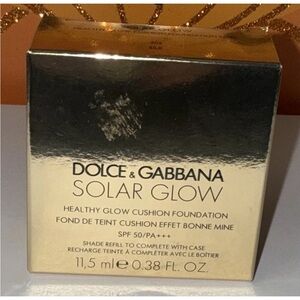 DOLCE & GABBANA
SOLAR GLOW
HEALTHY GLOW CUSHION FOUNDATION
FOND DE TEINT CUSHION EFFET BONNE MINE
SPF 50/PA+++
SHADE REFILL TO COMPLETE WITH CASE
RECHARGE TEINTE À COMPLÉTER AVEC LE BOÎTIER
11,5 ml e 0.38 FL. OZ.